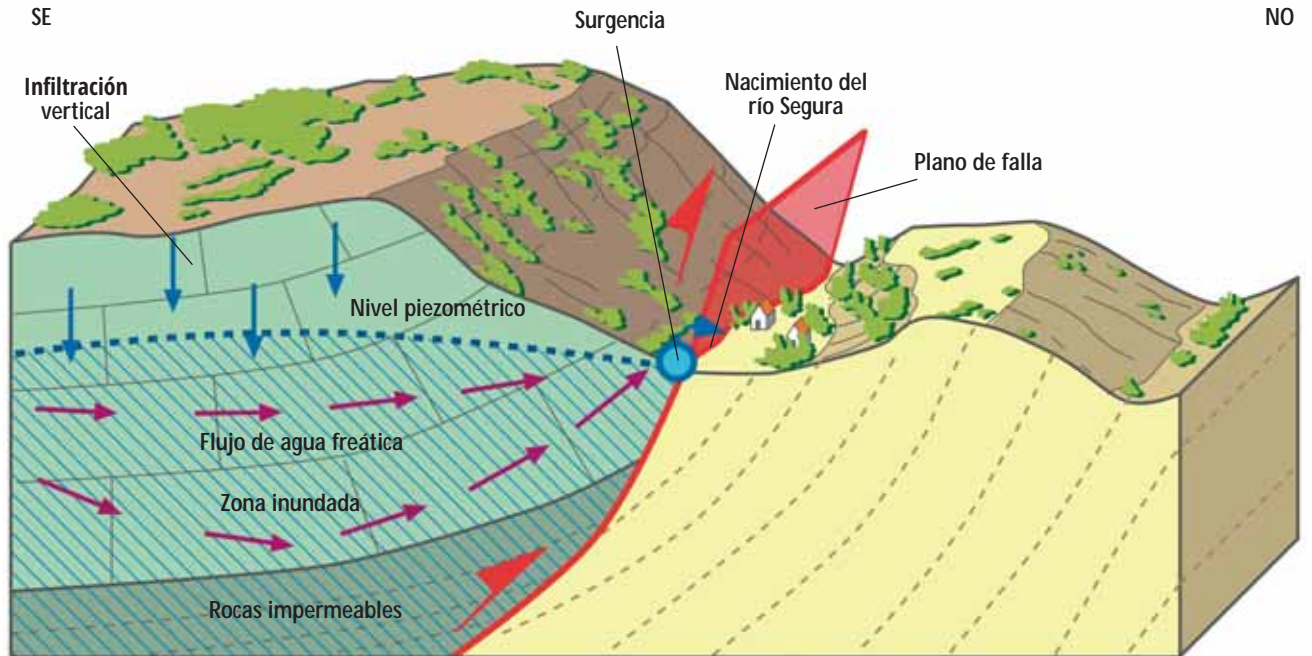 SE
Surgencia
NO
Infiltración
vertical
Nacimiento del
río Segura
Plano de falla
Nivel piezométrico
Flujo de agua freática
Zona inundada
Rocas impermeables